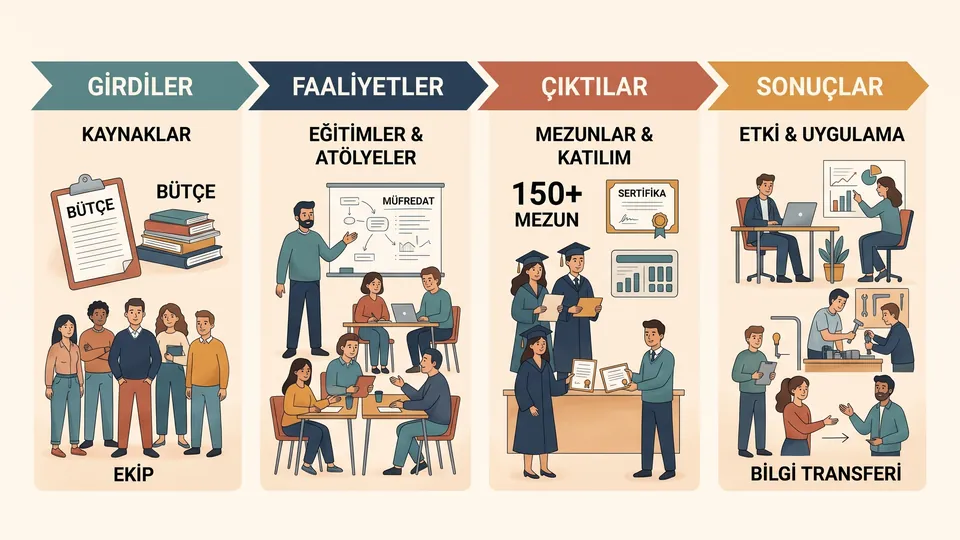 GİRDİLER
KAYNAKLAR
BÜTÇE
BÜTÇE
EKİP
FAALİYETLER
EĞİTİMLER &
ATÖLYELER
MÜFREDAT
ÇIKTILAR
MEZUNLAR &
KATILIM
150+
MEZUN
SERTİFİKA
SONUÇLAR
ETKİ & UYGULAMA
BİLGİ TRANSFERİ